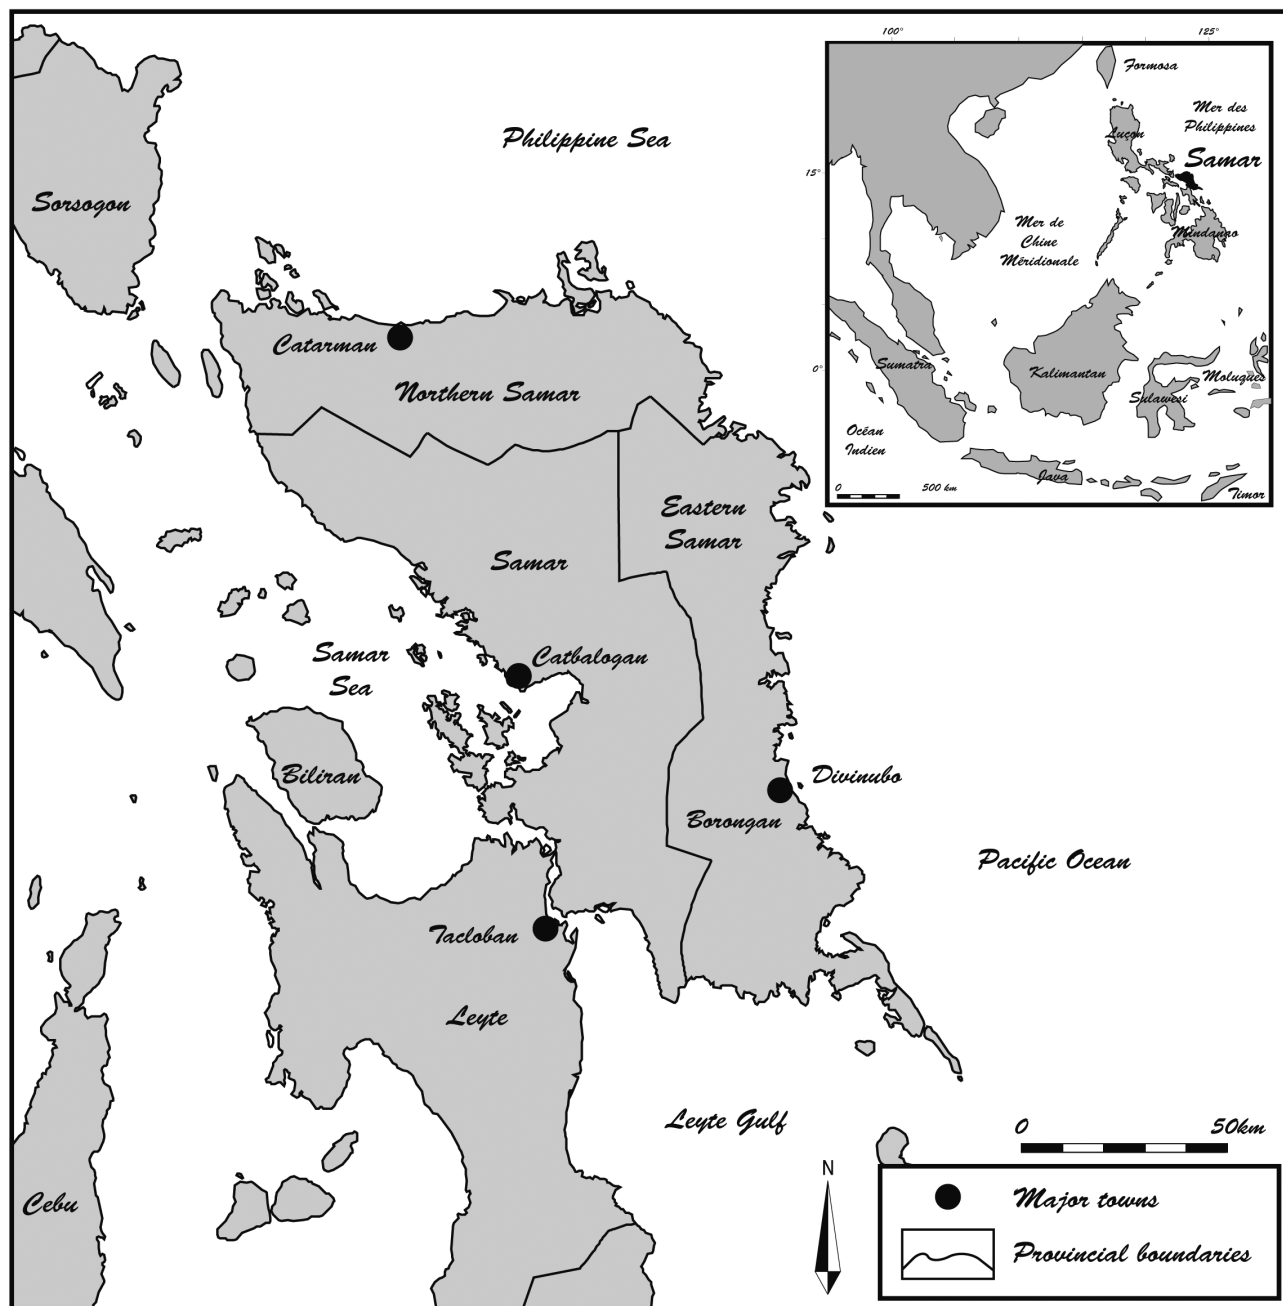 100°
125°
Formosa
Mer des
Philippines
Luçon
Samar
15°
Mer de
Chine
Méridionale
Mindanao
0°
Sumatra
Kalimantan
Moluques
Sulawesi
Océan
Indien
Java
Timor
0
500 km
Philippine Sea
Sorsogon
Catarman
Northern Samar
Eastern
Samar
Samar
Samar
Sea
Catbalogan
Biliran
Divinubo
Borongan
Pacific Ocean
Tacloban
Leyte
Leyte Gulf
Cebu
0
50km
N
Major towns
Provincial boundaries